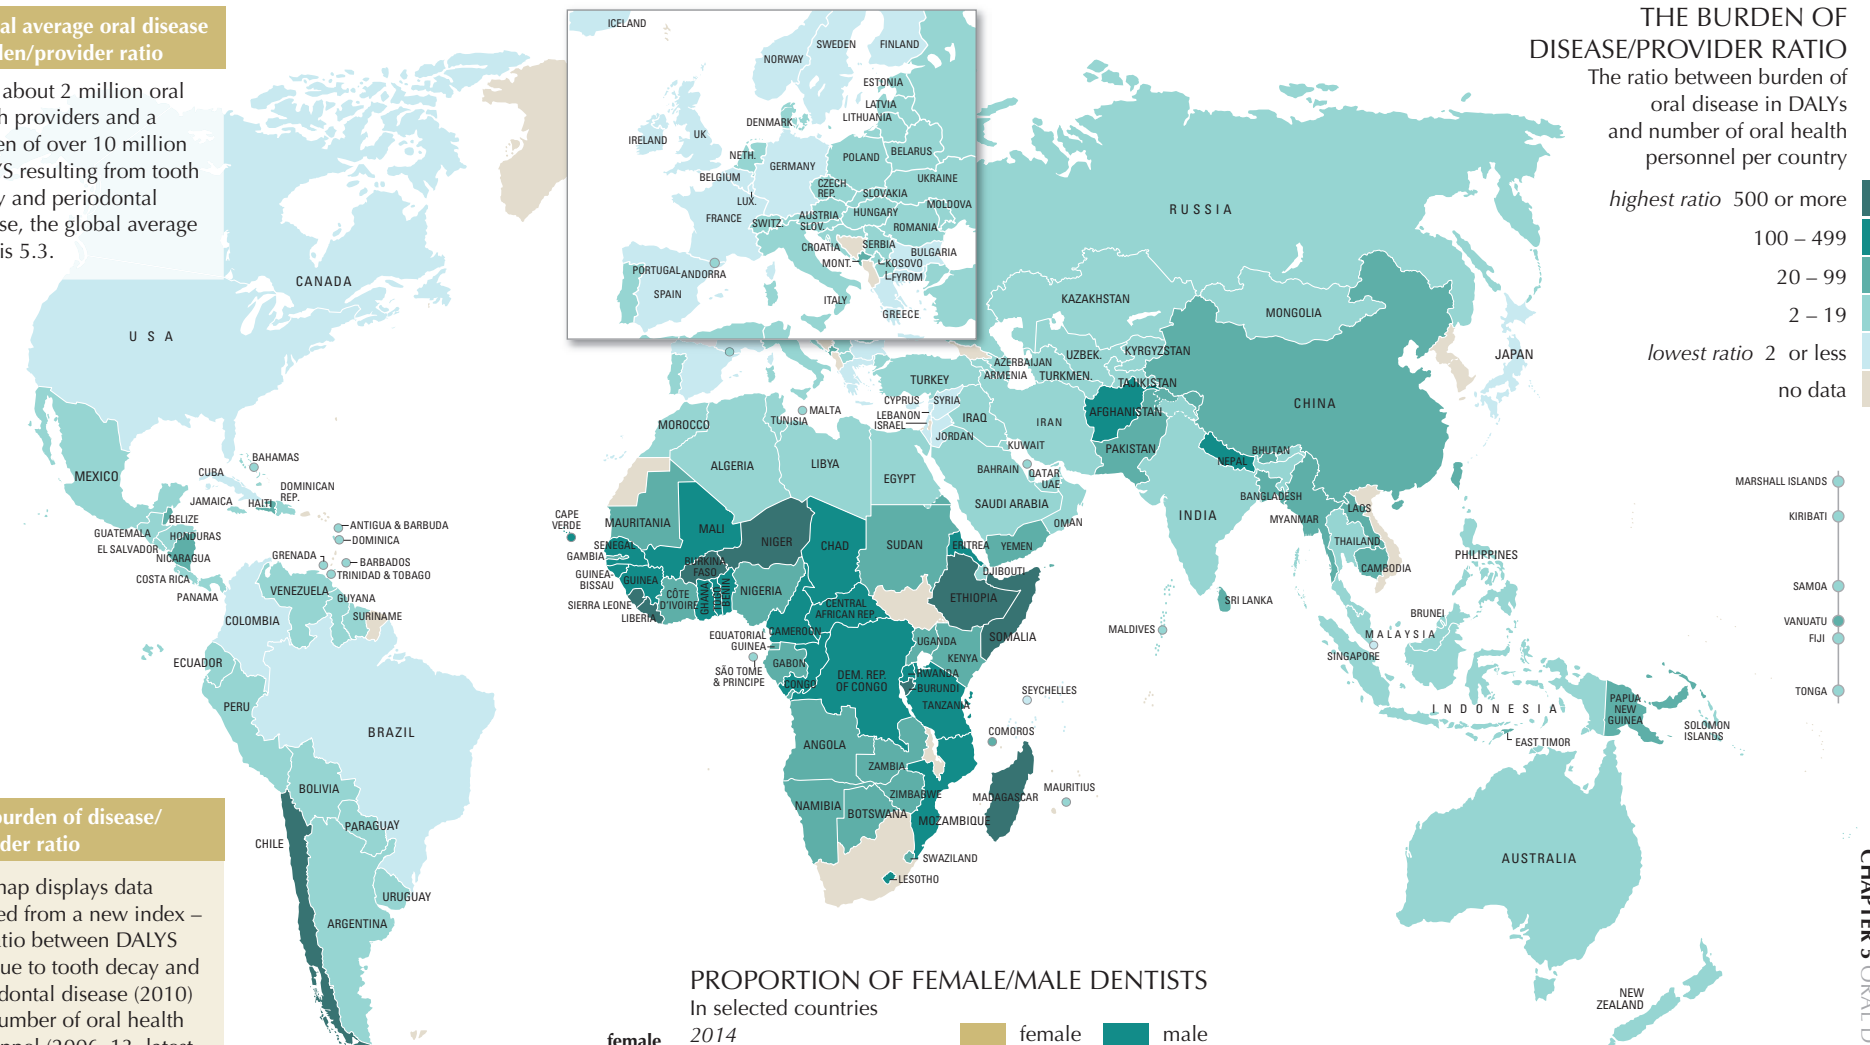 al average oral disease
en/provider ratio
about 2 million oral
h providers and a
en of over 10 million
S resulting from tooth
y and periodontal
se, the global average
is 5.3.
THE BURDEN OF
DISEASE/PROVIDER RATIO
The ratio between burden of
oral disease in DALYs
and number of oral health
personnel per country
highest ratio 500 or more
100 – 499
20 – 99
2 – 19
lowest ratio 2 or less
no data
ICELAND
SWEDEN
FINLAND
NORWAY
ESTONIA
LATVIA
LITHUANIA
DENMARK
IRELAND
UK
NETH.
GERMANY
POLAND
BELARUS
BELGIUM
CZECH
REP.
UKRAINE
SLOVAKIA
LUX.
MOLDOVA
FRANCE
SWITZ.
AUSTRIA
HUNGARY
SLOV.
ROMANIA
CROATIA
SERBIA
BULGARIA
MONT.
KOSOVO
PORTUGAL
ANDORRA
FYROM
SPAIN
ITALY
GREECE
CANADA
USA
MEXICO
BAHAMAS
CUBA
DOMINICAN
REP.
JAMAICA
HAITI
BELIZE
GUATEMALA
HONDURAS
EL SALVADOR
NICARAGUA
COSTA RICA
PANAMA
ANTIGUA & BARBUDA
DOMINICA
GRENADA
BARBADOS
TRINIDAD & TOBAGO
VENEZUELA
GUYANA
SURINAME
COLOMBIA
ECUADOR
PERU
BRAZIL
BOLIVIA
PARAGUAY
CHILE
URUGUAY
ARGENTINA
RUSSIA
KAZAKHSTAN
MONGOLIA
UZBEK.
KYRGYZSTAN
AZERBAIJAN
ARMENIA
TURKMEN.
TAJIKISTAN
JAPAN
TURKEY
CYPRUS
SYRIA
LEBANON
ISRAEL
IRAQ
IRAN
AFGHANISTAN
CHINA
JORDAN
KUWAIT
PAKISTAN
NEPAL
BHUTAN
BAHRAIN
QATAR
UAE
SAUDI ARABIA
OMAN
YEMEN
INDIA
BANGLADESH
MYANMAR
LAOS
THAILAND
CAMBODIA
PHILIPPINES
SRI LANKA
MALDIVES
BRUNEI
MALAYSIA
SINGAPORE
INDONESIA
EAST TIMOR
PAPUA
NEW
GUINEA
SOLOMON
ISLANDS
AUSTRALIA
NEW
ZEALAND
MARSHALL ISLANDS
KIRIBATI
SAMOA
VANUATU
FIJI
TONGA
MALTA
TUNISIA
MOROCCO
ALGERIA
LIBYA
EGYPT
CAPE
VERDE
MAURITANIA
MALI
NIGER
CHAD
SUDAN
ERITREA
DJIBOUTI
SENEGAL
GAMBIA
GUINEA-
BISSAU
GUINEA
SIERRA LEONE
LIBERIA
CÔTE
D'IVOIRE
BURKINA
FASO
GHANA
TOGO
BENIN
NIGERIA
CAMEROON
CENTRAL
AFRICAN REP.
ETHIOPIA
SOMALIA
EQUATORIAL
GUINEA
SÃO TOME
& PRINCIPE
GABON
CONGO
DEM. REP.
OF CONGO
UGANDA
KENYA
RWANDA
BURUNDI
TANZANIA
SEYCHELLES
COMOROS
ANGOLA
ZAMBIA
ZIMBABWE
NAMIBIA
BOTSWANA
MOZAMBIQUE
MADAGASCAR
MAURITIUS
SWAZILAND
LESOTHO
burden of disease/
der ratio
map displays data
ed from a new index –
atio between DALYS
ue to tooth decay and
dontal disease (2010)
umber of oral health
PROPORTION OF FEMALE/MALE DENTISTS
In selected countries
2014
female
female
male
CHAPTER 5